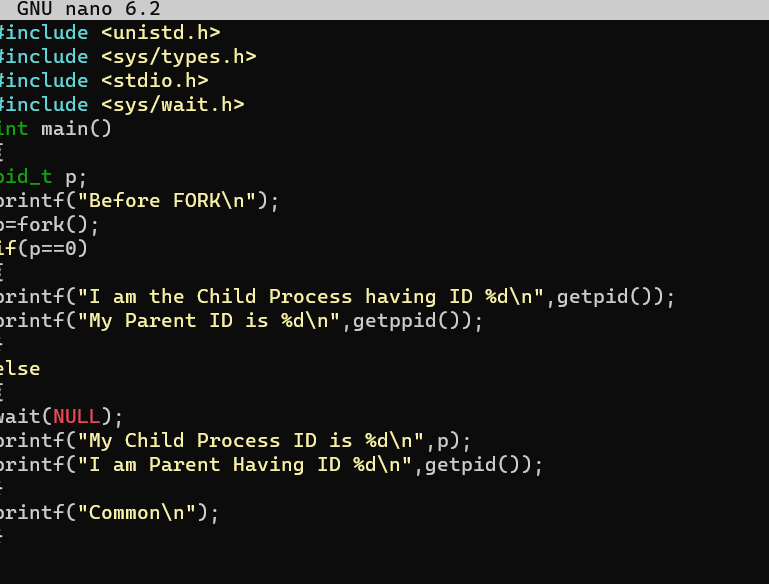 GNU nano 6.2
#include <unistd.h>
#include <sys/types.h>
#include <stdio.h>
#include <sys/wait.h>
int main()
{
pid_t p;
printf("Before FORK\n");
p=fork();
if(p==0)
{
printf("I am the Child Process having ID %d\n",getpid());
printf("My Parent ID is %d\n",getppid());
}
else
{
wait(NULL);
printf("My Child Process ID is %d\n",p);
printf("I am Parent Having ID %d\n",getpid());
}
printf("Common\n");
}